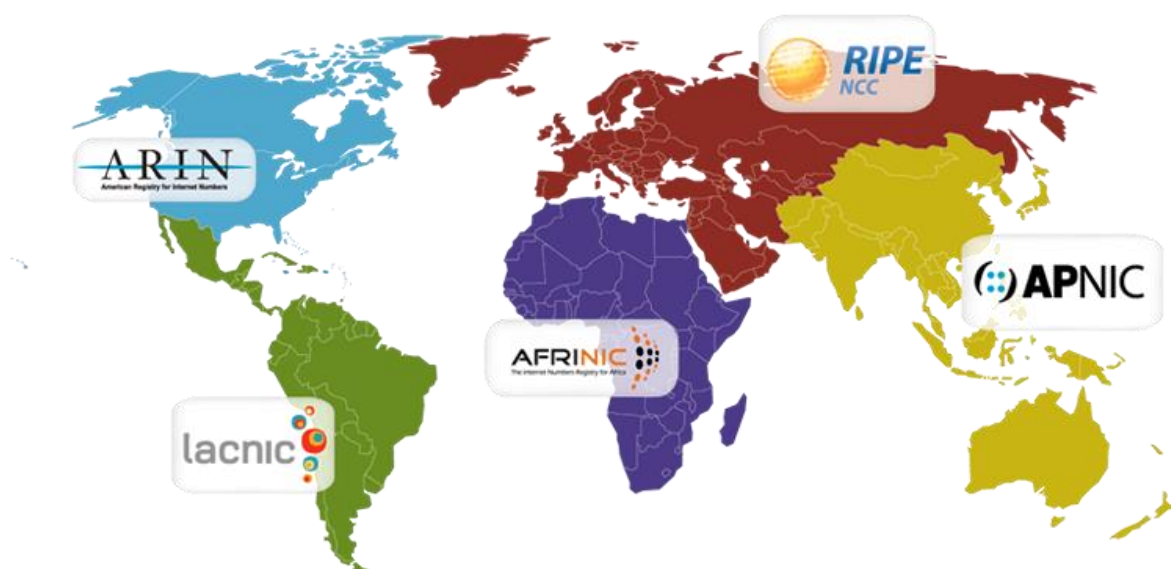 RIPE
NCC
ARIN
American Registry for Internet Numbers
APNIC
AFRINIC
The Internet Numbers Registry for Africa
lacnic